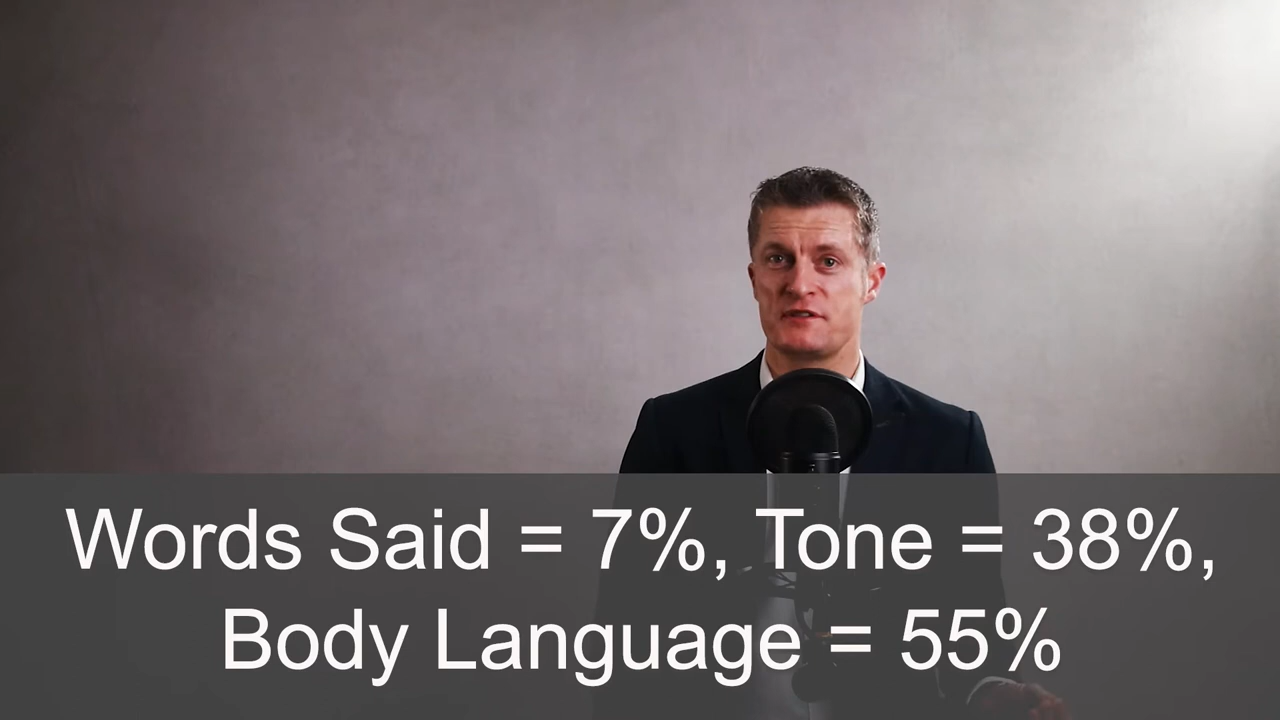 Words Said = 7%, Tone = 38%,
Body Language = 55%